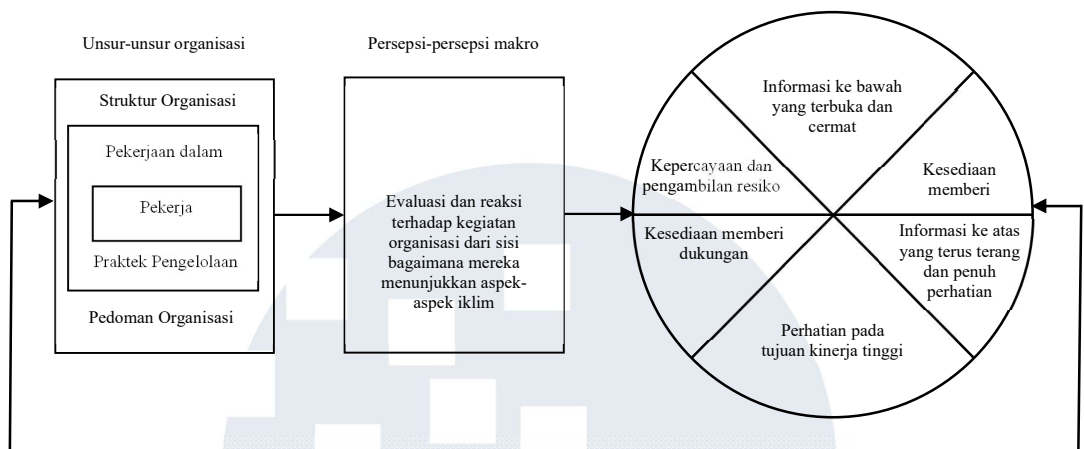 Unsur-unsur organisasi
Struktur Organisasi
Pekerjaan dalam
Pekerja
Praktek Pengelolaan
Pedoman Organisasi
Persepsi-persepsi makro
Evaluasi dan reaksi
terhadap kegiatan
organisasi dari sisi
bagaimana mereka
menunjukkan aspek-
aspek iklim
Informasi ke bawah
yang terbuka dan
cermat
Kepercayaan dan
pengambilan resiko
Kesediaan
memberi
Kesediaan memberi
dukungan
Informasi ke atas
yang terus terang
dan penuh
perhatian
Perhatian pada
tujuan kinerja tinggi